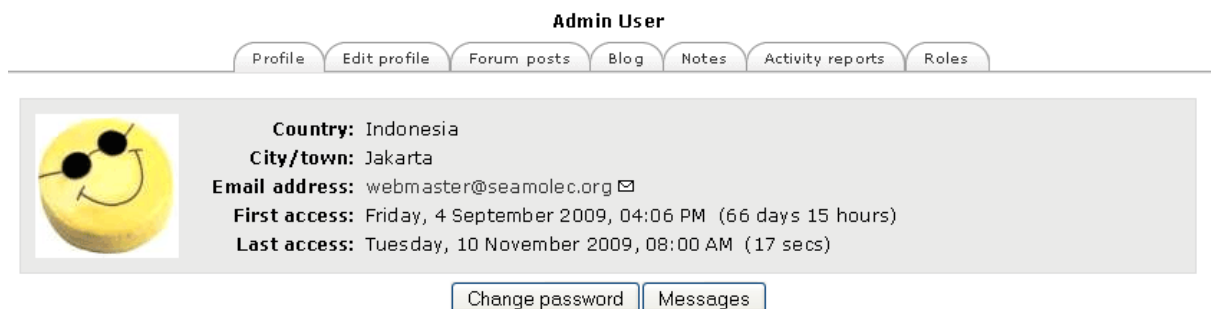 Admin User
Profile Edit profile Forum posts Blog Notes Activity reports Roles
Country: Indonesia
City/town: Jakarta
Email address: webmaster@seamolec.org
First access: Friday, 4 September 2009, 04:06 PM (66 days 15 hours)
Last access: Tuesday, 10 November 2009, 08:00 AM (17 secs)
Change password Messages